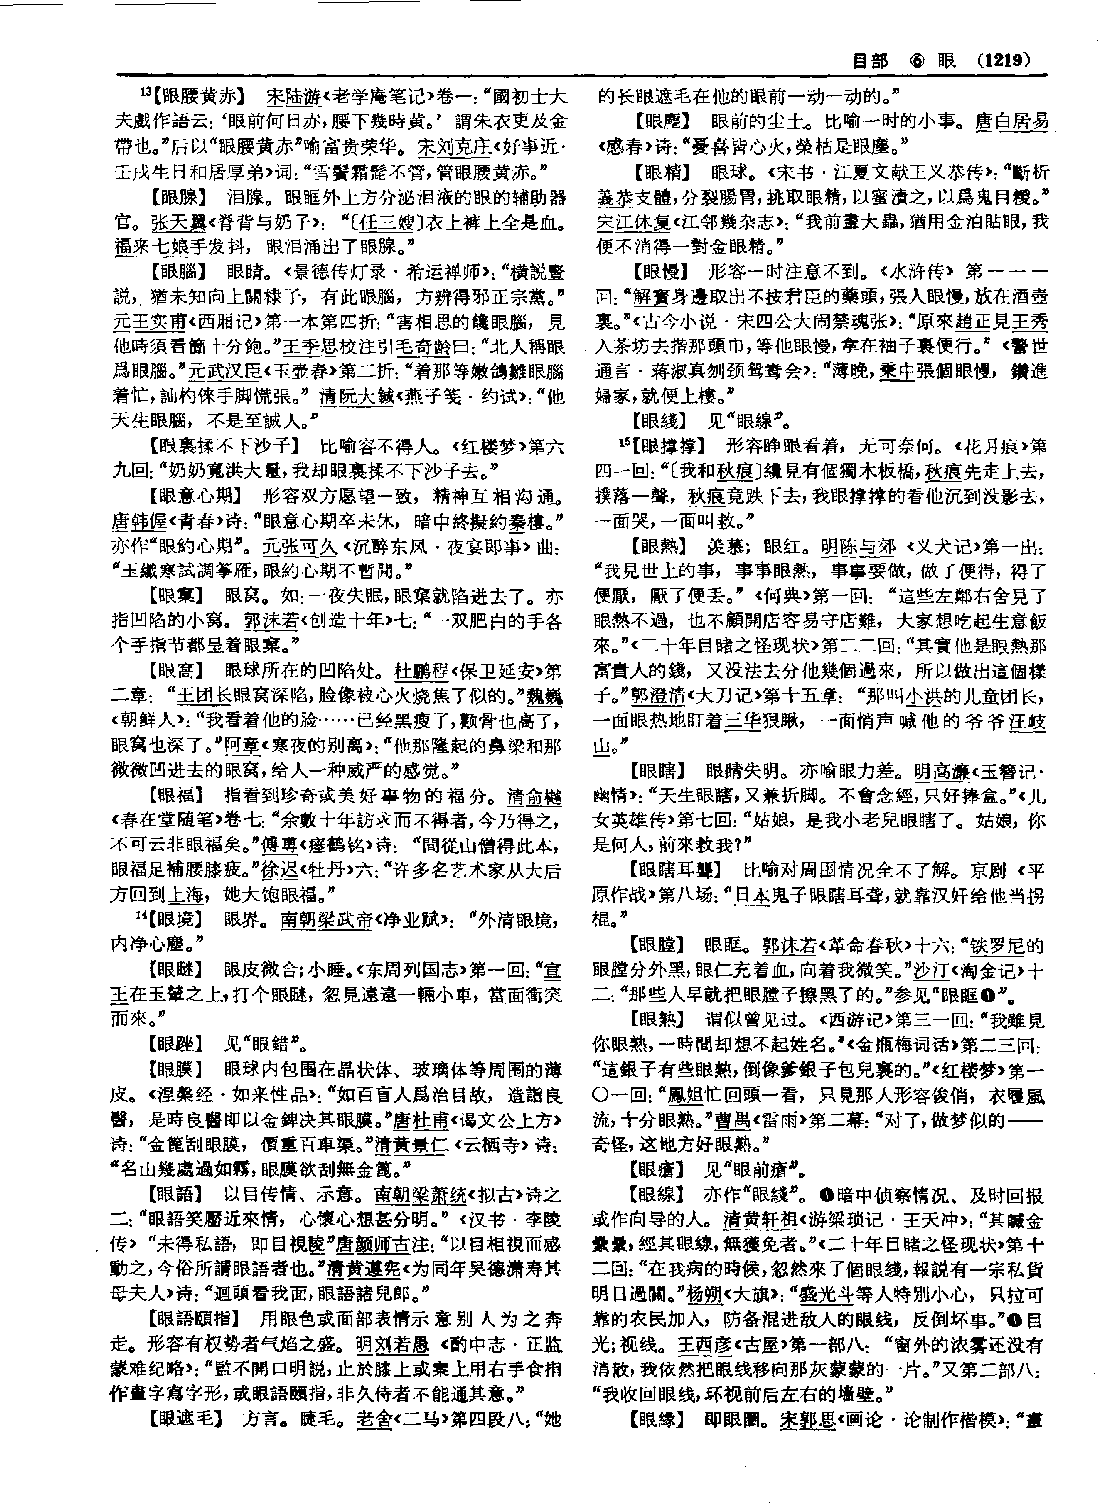 目部 ⑥ 眼 (1219)
¹³【眼腰黄赤】 宋陆游《老学庵笔记》卷一：“國初士大
夫戲作語云：‘眼前何日赤，腰下幾時黄。’謂朱衣吏及金
帶也。”后以“眼腰黄赤”喻富贵荣华。宋刘克庄《好事近·
壬戌生日和居厚弟》词：“雪鬢霜髭不管，管眼腰黄赤。”
【眼腺】 泪腺。眼眶外上方分泌泪液的眼的辅助器
官。张天翼《脊背与奶子》：“〔任三嫂〕衣上裤上全是血。
福来七娘手发抖，眼泪涌出了眼腺。”
【眼腦】 眼睛。《景德传灯录·希运禅师》：“横説豎
説，猶未知向上關棙子，有此眼腦，方辨得邪正宗黨。”
元王实甫《西厢记》第一本第四折：“害相思的饞眼腦，見
他時須看箇十分飽。”王季思校注引毛奇龄曰：“北人稱眼
爲眼腦。”元武汉臣《玉壶春》第二折：“着那等嫩鴿雛眼腦
着忙，訕杓倈手脚慌張。”清阮大铖《燕子笺·约试》：“他
天生眼腦，不是至誠人。”
【眼裏揉不下沙子】 比喻容不得人。《红楼梦》第六
九回：“奶奶寬洪大量，我却眼裏揉不下沙子去。”
【眼意心期】 形容双方愿望一致，精神互相沟通。
唐韩偓《青春》诗：“眼意心期卒未休，暗中終擬約秦樓。”
亦作“眼約心期”。元张可久《沉醉东风·夜宴即事》曲：
“玉纖寒試調箏雁，眼約心期不暫閒。”
【眼窠】 眼窝。如：一夜失眠，眼窠就陷进去了。亦
指凹陷的小窝。郭沫若《创造十年》七：“一双肥白的手各
个手指节都呈着眼窠。”
【眼窩】 眼球所在的凹陷处。杜鹏程《保卫延安》第
二章：“王团长眼窝深陷，脸像被心火烧焦了似的。”魏巍
《朝鲜人》：“我看着他的脸……已经黑瘦了，颧骨也高了，
眼窝也深了。”阿章《寒夜的别离》：“他那隆起的鼻梁和那
微微凹进去的眼窝，给人一种威严的感觉。”
【眼福】 指看到珍奇或美好事物的福分。清俞樾
《春在堂随笔》卷七：“余數十年訪求而不得者，今乃得之，
不可云非眼福矣。”傅尃《瘗鹤铭》诗：“問從山僧得此本，
眼福足補腰膝疲。”徐迟《牡丹》六：“许多名艺术家从大后
方回到上海，她大饱眼福。”
¹⁴【眼境】 眼界。南朝梁武帝《净业赋》：“外清眼境，
内净心塵。”
【眼瞇】 眼皮微合；小睡。《东周列国志》第一回：“宣
王在玉輦之上，打个眼瞇，忽見遠遠一輛小車，當面衝突
而來。”
【眼䠡】 见“眼錯”。
【眼膜】 眼球内包围在晶状体、玻璃体等周围的薄
皮。《涅槃经·如来性品》：“如百盲人爲治目故，造詣良
醫，是時良醫即以金錍决其眼膜。”唐杜甫《谒文公上方》
诗：“金篦刮眼膜，價重百車渠。”清黄景仁《云栖寺》诗：
“名山幾處過如霧，眼膜欲刮無金篦。”
【眼語】 以目传情、示意。南朝梁萧统《拟古》诗之
二：“眼語笑靨近來情，心懷心想甚分明。”《汉书·李陵
传》“未得私語，即目視陵”唐颜师古注：“以目相視而感
動之，今俗所謂眼語者也。”清黄遵宪《为同年吴德潇寿其
母夫人》诗：“迴頭看我面，眼語諸兒郎。”
【眼語頤指】 用眼色或面部表情示意别人为之奔
走。形容有权势者气焰之盛。明刘若愚《酌中志·正监
蒙难纪略》：“監不開口明説，止於膝上或桌上用右手食指
作畫字寫字形，或眼語頤指，非久侍者不能通其意。”
【眼遮毛】 方言。睫毛。老舍《二马》第四段八：“她
的长眼遮毛在他的眼前一动一动的。”
【眼塵】 眼前的尘土。比喻一时的小事。唐白居易
《感春》诗：“憂喜皆心火，榮枯是眼塵。”
【眼精】 眼球。《宋书·江夏文献王义恭传》：“斷析
義恭支體，分裂腸胃，挑取眼精，以蜜漬之，以爲鬼目糉。”
宋江休复《江邻幾杂志》：“我前畫大蟲，猶用金泊貼眼，我
便不消得一對金眼精。”
【眼慢】 形容一时注意不到。《水浒传》第一一一
回：“解寶身邊取出不按君臣的藥頭，張人眼慢，放在酒壺
裏。”《古今小说·宋四公大闹禁魂张》：“原來趙正見王秀
入茶坊去揩那頭巾，等他眼慢，拿在袖子裏便行。”《警世
通言·蒋淑真刎颈鸳鸯会》：“薄晚，秉中張個眼慢，鑽進
婦家，就便上樓。”
【眼綫】 见“眼線”。
¹⁵【眼撑撑】 形容睁眼看着，无可奈何。《花月痕》第
四一回：“〔我和秋痕〕纔見有個獨木板橋，秋痕先走上去，
撲落一聲，秋痕竟跌下去，我眼撑撑的看他沉到没影去，
一面哭，一面叫救。”
【眼熱】 羡慕；眼红。明陈与郊《义犬记》第一出：
“我見世上的事，事事眼熱，事事要做，做了便得，得了
便厭，厭了便丢。”《何典》第一回：“這些左鄰右舍見了
眼熱不過，也不顧開店容易守店難，大家想吃起生意飯
來。”《二十年目睹之怪现状》第二二回：“其實他是眼熱那
富貴人的錢，又没法去分他幾個過來，所以做出這個樣
子。”郭澄清《大刀记》第十五章：“那叫小洪的儿童团长，
一面眼热地盯着三华狠瞅，一面悄声喊他的爷爷汪岐
山。”
【眼瞎】 眼睛失明。亦喻眼力差。明高濂《玉簪记·
幽情》：“天生眼瞎，又兼折脚。不會念經，只好捧盒。”《儿
女英雄传》第七回：“姑娘，是我小老兒眼瞎了。姑娘，你
是何人，前來救我？”
【眼瞎耳聾】 比喻对周围情况全不了解。京剧《平
原作战》第八场：“日本鬼子眼瞎耳聋，就靠汉奸给他当拐
棍。”
【眼膛】 眼眶。郭沫若《革命春秋》十六：“铁罗尼的
眼膛分外黑，眼仁充着血，向着我微笑。”沙汀《淘金记》十
二：“那些人早就把眼膛子擦黑了的。”参见“眼眶❶”。
【眼熟】 谓似曾见过。《西游记》第三一回：“我雖見
你眼熟，一時間却想不起姓名。”《金瓶梅词话》第二三回：
“這銀子有些眼熟，倒像爹銀子包兒裏的。”《红楼梦》第一
〇一回：“鳳姐忙回頭一看，只見那人形容俊俏，衣履風
流，十分眼熟。”曹禺《雷雨》第二幕：“对了，做梦似的——
奇怪，这地方好眼熟。”
【眼瘡】 见“眼前瘡”。
【眼線】 亦作“眼綫”。❶暗中侦察情况、及时回报
或作向导的人。清黄轩祖《游梁琐记·王天冲》：“其鹹金
纍纍，經其眼線，無獲免者。”《二十年目睹之怪现状》第十
二回：“在我病的時候，忽然來了個眼綫，報説有一宗私貨
明日過關。”杨朔《大旗》：“盛光斗等人特别小心，只拉可
靠的农民加入，防备混进敌人的眼线，反倒坏事。”❷目
光；视线。王西彦《古屋》第一部八：“窗外的浓雾还没有
消散，我依然把眼线移向那灰蒙蒙的一片。”又第二部八：
“我收回眼线，环视前后左右的墙壁。”
【眼緣】 即眼圈。宋郭思《画论·论制作楷模》：“畫